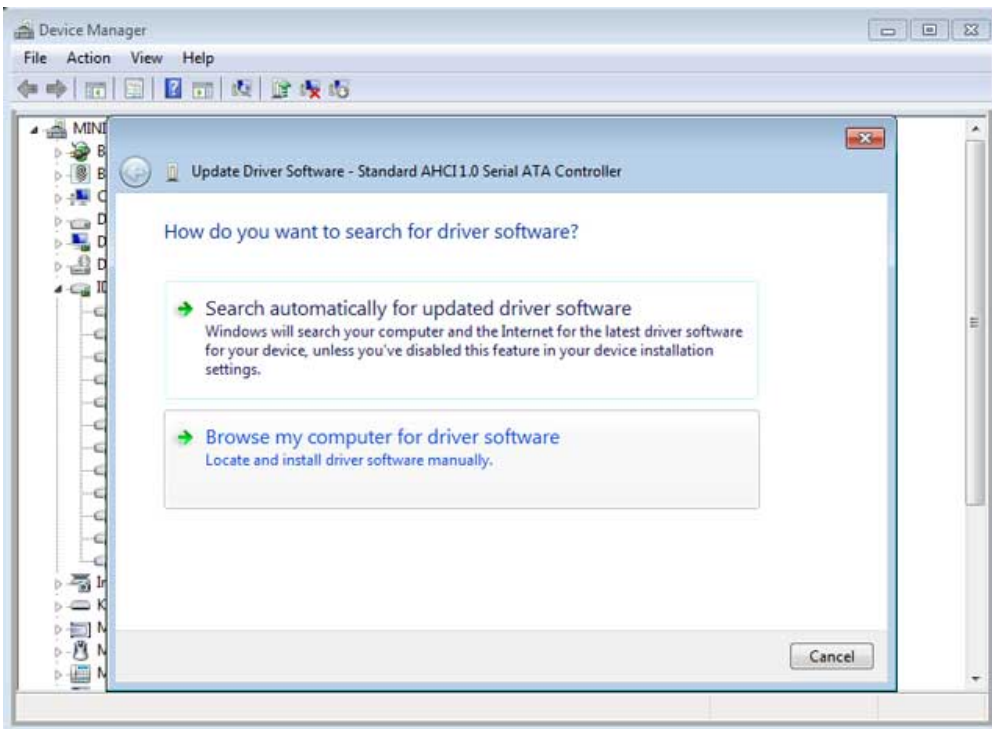 Device Manager
File Action View Help
MINI
B
B
C
D
D
D
Update Driver Software - Standard AHCI1.0 Serial ATA Controller
How do you want to search for driver software?
Search automatically for updated driver software
Windows will search your computer and the Internet for the latest driver software
for your device, unless you've disabled this feature in your device installation
settings.
Browse my computer for driver software
Locate and install driver software manually.
K
M
M
M
Cancel